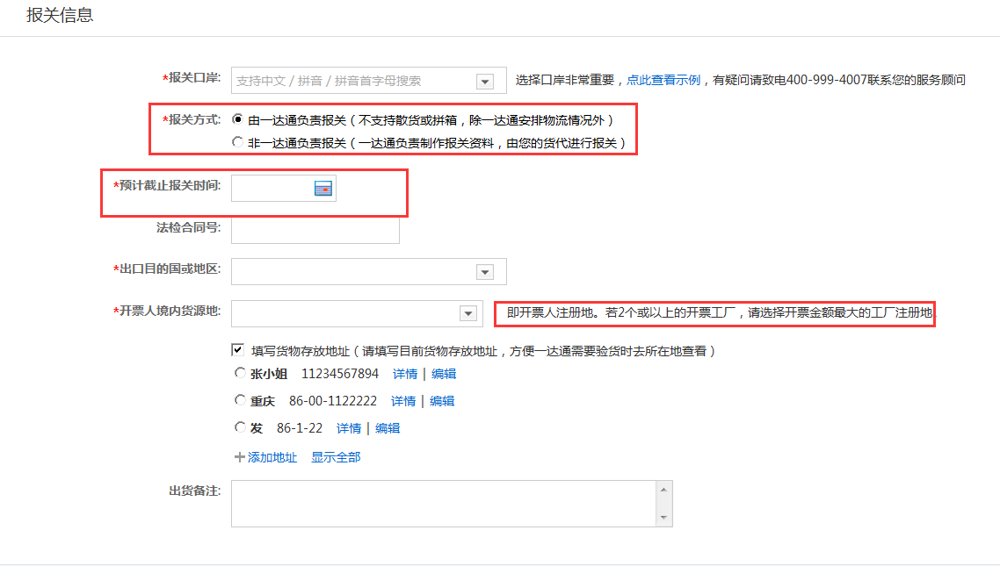 报关信息
*报关口岸: 支持中文 / 拼音 / 拼音首字母搜索 选择口岸非常重要，点此查看示例，有疑问请致电400-999-4007联系您的服务顾问
*报关方式: 由一达通负责报关（不支持散货或拼箱，除一达通安排物流情况外）
非一达通负责报关（一达通负责制作报关资料，由您的货代进行报关）
*预计截止报关时间:
法检合同号:
*出口目的国或地区:
*开票人境内货源地: 即开票人注册地。若2个或以上的开票工厂，请选择开票金额最大的工厂注册地
填写货物存放地址（请填写目前货物存放地址，方便一达通需要验货时去所在地查看）
张小姐 11234567894 详情 | 编辑
重庆 86-00-1122222 详情 | 编辑
发 86-1-22 详情 | 编辑
添加地址 显示全部
出货备注: